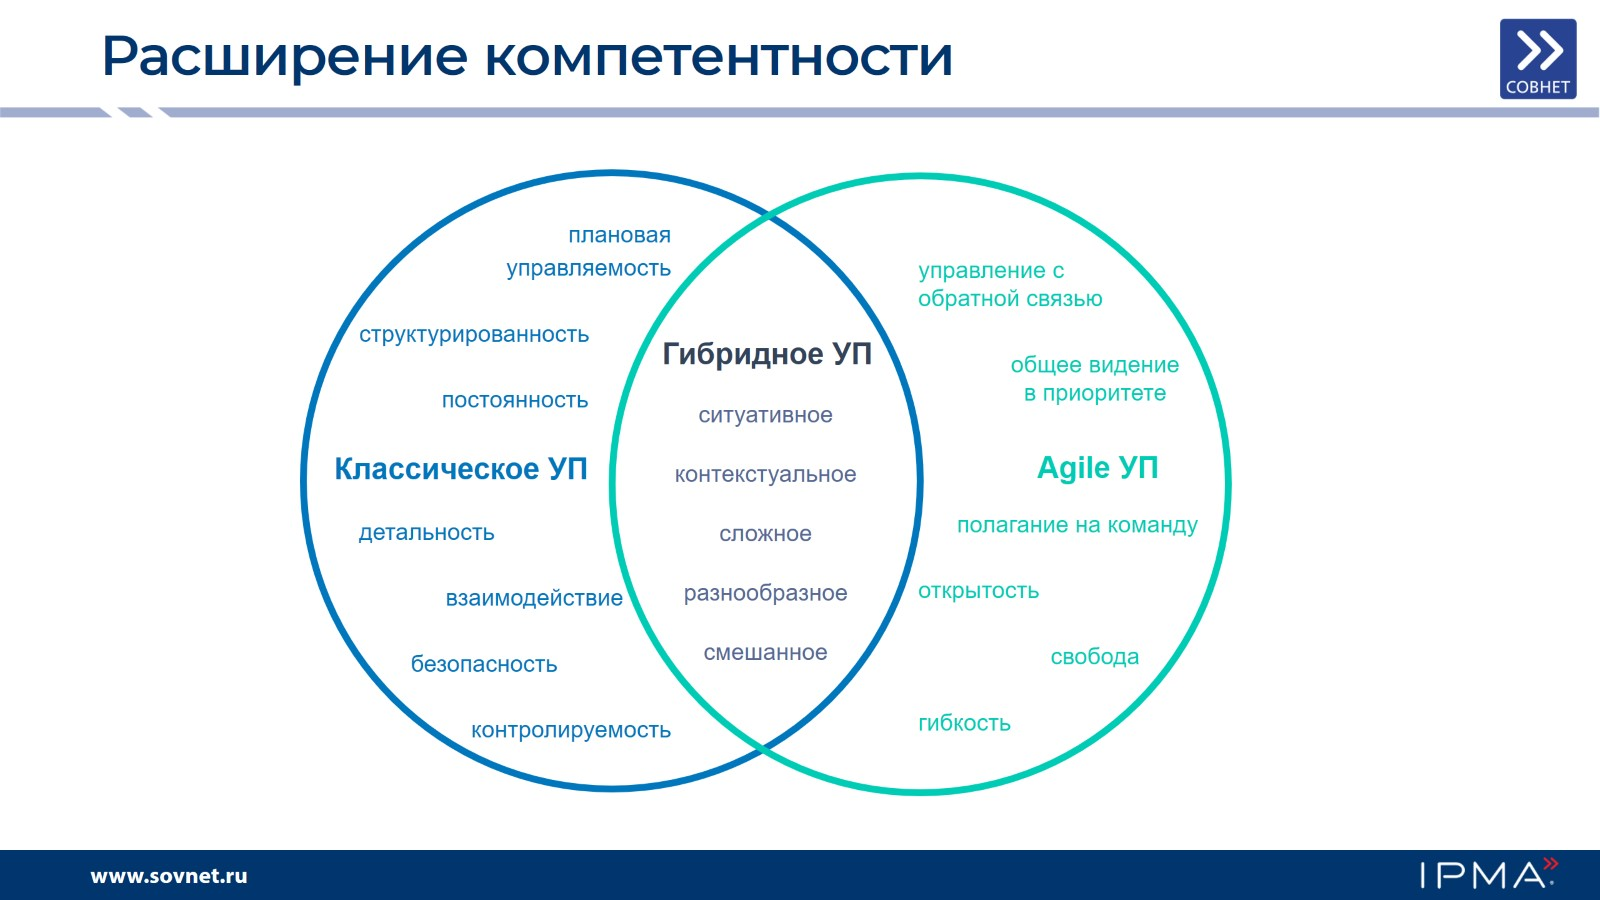 Расширение компетентности
СОВНЕТ
плановая
управляемость
структурированность
постоянность
Классическое УП
детальность
взаимодействие
безопасность
контролируемость
Гибридное УП
ситуативное
контекстуальное
сложное
разнообразное
смешанное
управление с
обратной связью
общее видение
в приоритете
Agile УП
полагание на команду
открытость
свобода
гибкость
www.sovnet.ru
IPMA